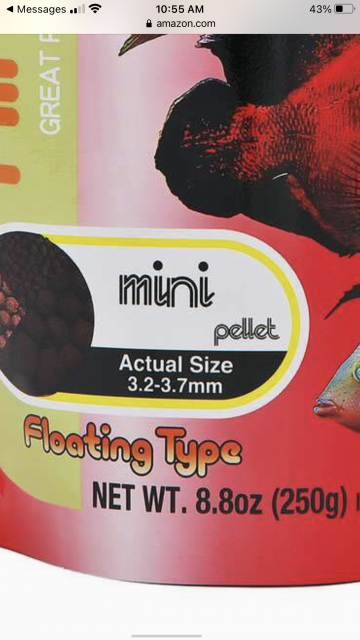 Messages
10:55 AM
43%
amazon.com
GREAT F
mini
pellet
Actual Size
3.2-3.7mm
Floating Type
NET WT. 8.8oz (250g)